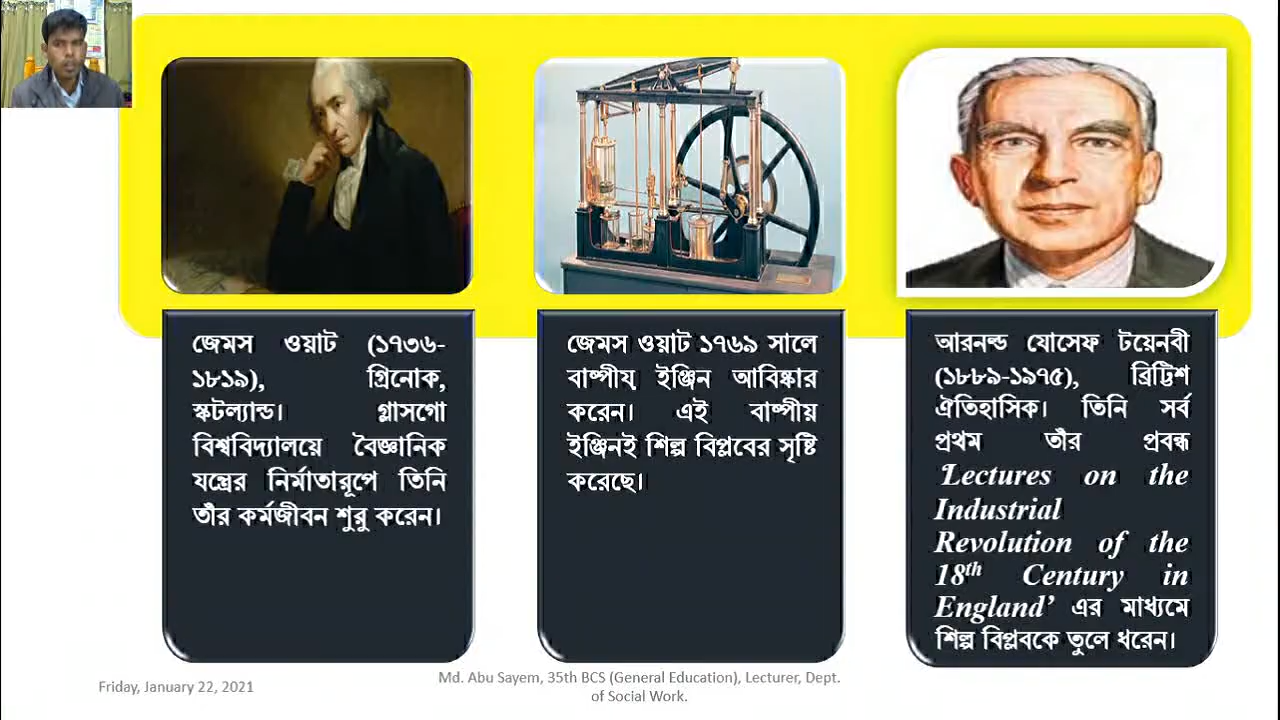 জেমস ওয়াট (১৭৩৬-
১৮১৯), গ্রিনোক,
স্কটল্যান্ড। গ্লাসগো
বিশ্ববিদ্যালয়ে বৈজ্ঞানিক
যন্ত্রের নির্মাতারূপে তিনি
তাঁর কর্মজীবন শুরু করেন।
জেমস ওয়াট ১৭৬৯ সালে
বাষ্পীয় ইঞ্জিন আবিষ্কার
করেন। এই বাষ্পীয়
ইঞ্জিনই শিল্প বিপ্লবের সৃষ্টি
করেছে।
আরনল্ড যোসেফ টয়েনবী
(১৮৮৯-১৯৭৫), ব্রিটিশ
ঐতিহাসিক। তিনি সর্ব
প্রথম তাঁর প্রবন্ধ
‘Lectures on the
Industrial
Revolution of the
18th Century in
England’ এর মাধ্যমে
শিল্প বিপ্লবকে তুলে ধরেন।
Friday, January 22, 2021
Md. Abu Sayem, 35th BCS (General Education), Lecturer, Dept.
of Social Work.